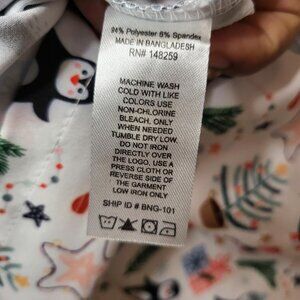 94% Polyester 6% Spandex
MADE IN BANGLADESH
RN# 148259
MACHINE WASH
COLD WITH LIKE
COLORS USE
NON-CHLORINE
BLEACH. ONLY
WHEN NEEDED
TUMBLE DRY LOW.
DO NOT IRON
DIRECTLY OVER
THE LOGO. USE A
PRESS CLOTH OR
REVERSE SIDE OF
THE GARMENT
LOW IRON ONLY
SHIP ID # BNG-101